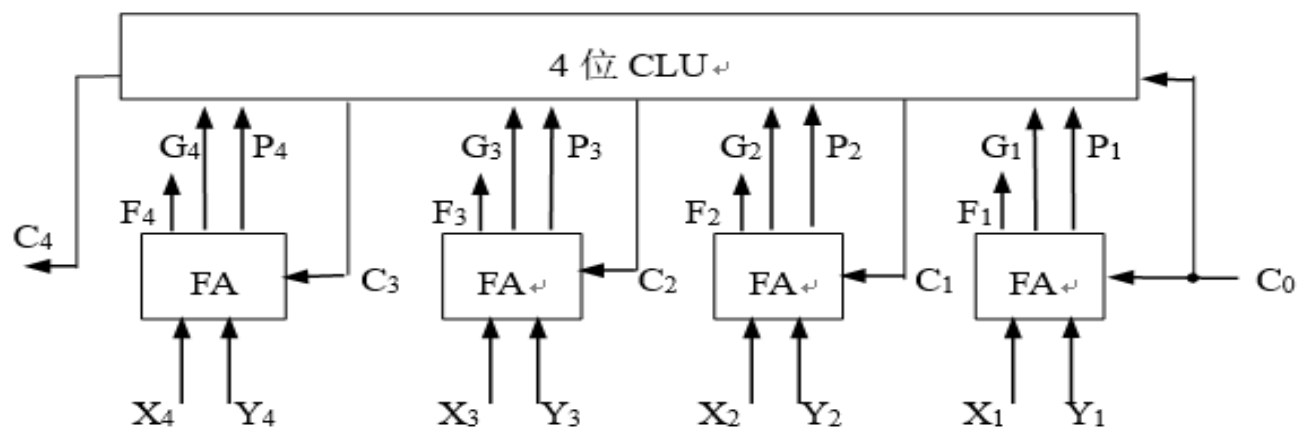 4 位 CLU↵
G4 P4 G3 P3 G2 P2 G1 P1
F4 F3 F2 F1
C4
FA C3 FA↵ C2 FA↵ C1 FA↵ C0
X4 Y4 X3 Y3 X2 Y2 X1 Y1